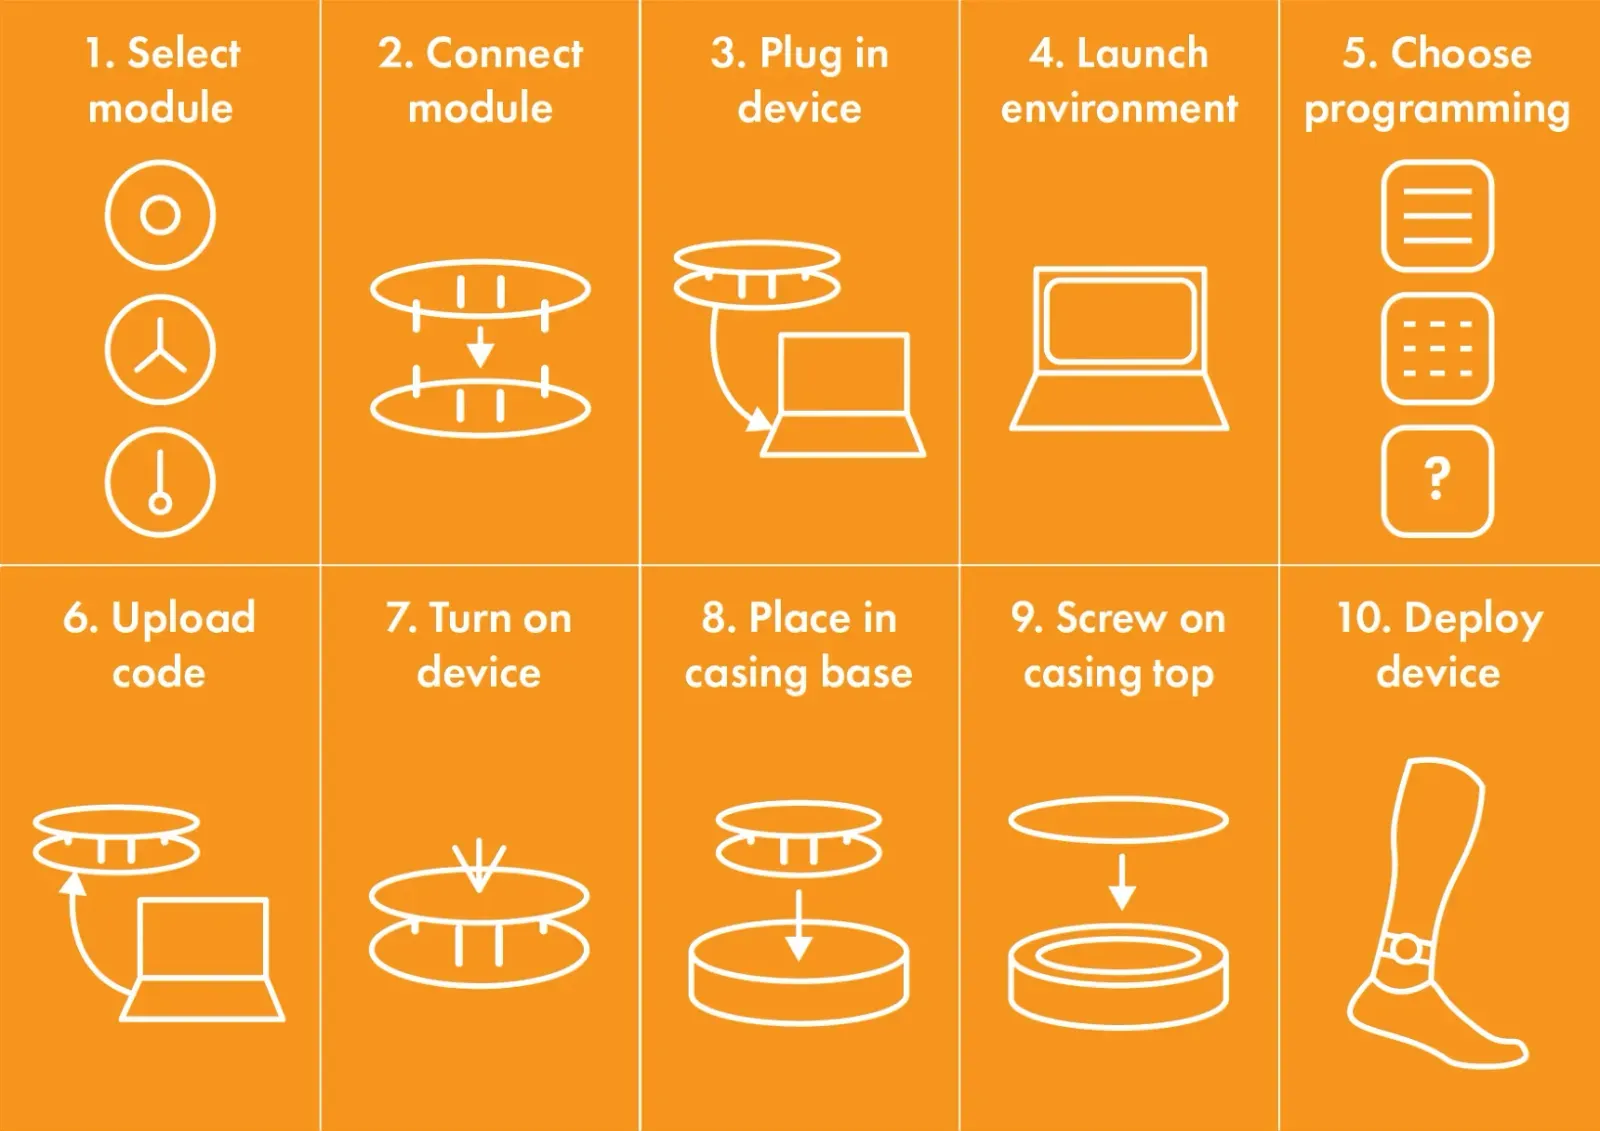 1. Select
module
2. Connect
module
3. Plug in
device
4. Launch
environment
5. Choose
programming
?
6. Upload
code
7. Turn on
device
8. Place in
casing base
9. Screw on
casing top
10. Deploy
device